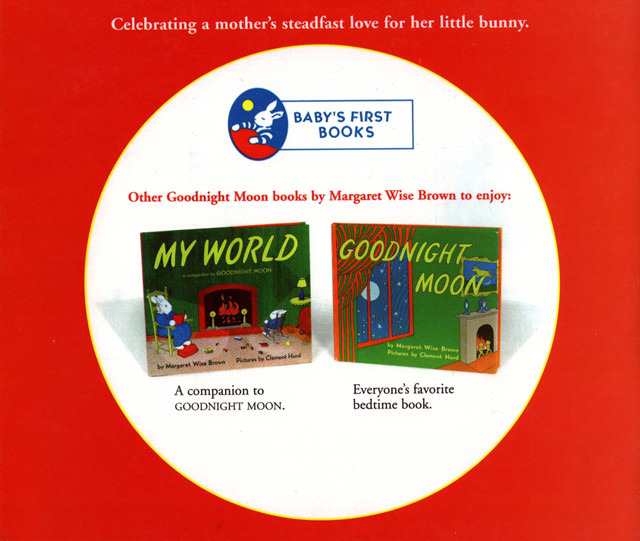 Celebrating a mother's steadfast love for her little bunny.
BABY'S FIRST
BOOKS
Other Goodnight Moon books by Margaret Wise Brown to enjoy:
MY WORLD
a companion to GOODNIGHT MOON
by Margaret Wise Brown Pictures by Clement Hurd
GOODNIGHT
MOON
by Margaret Wise Brown
Pictures by Clement Hurd
A companion to
GOODNIGHT MOON.
Everyone's favorite
bedtime book.